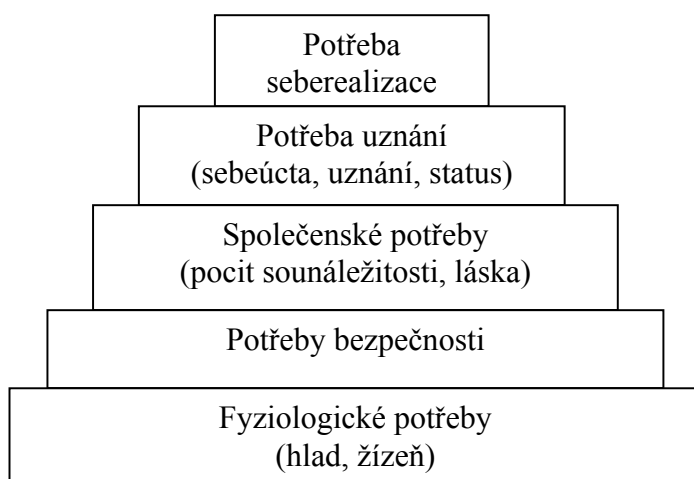 Potřeba
seberealizace
Potřeba uznání
(sebeúcta, uznání, status)
Společenské potřeby
(pocit sounáležitosti, láska)
Potřeby bezpečnosti
Fyziologické potřeby
(hlad, žízeň)